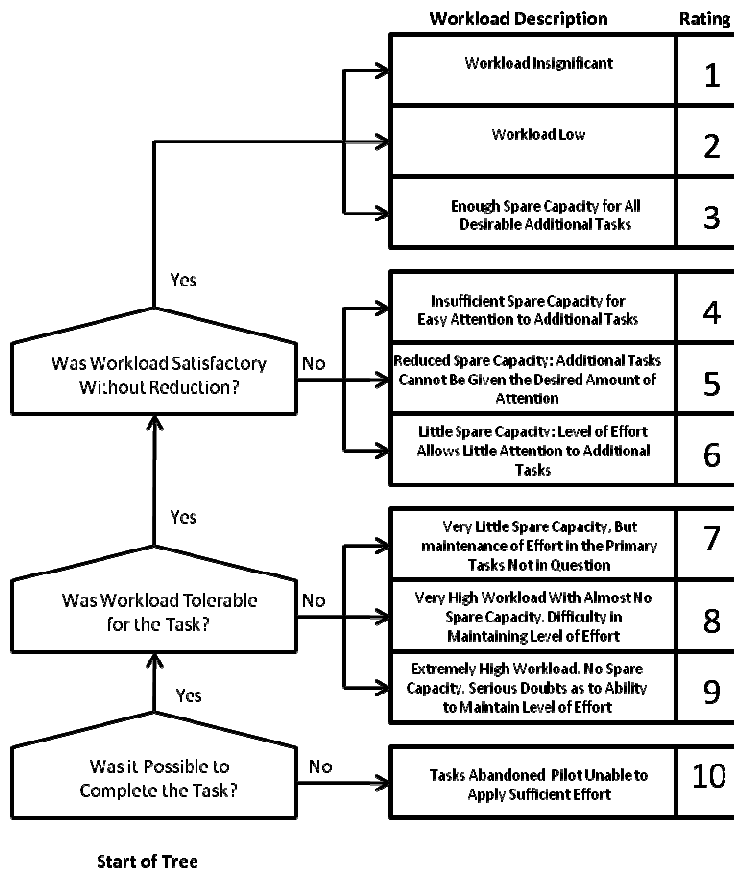 Workload Description Rating
Workload Insignificant
1
Workload Low
2
Enough Spare Capacity for All
Desirable Additional Tasks
3
Yes
Insufficient Spare Capacity for
Easy Attention to Additional Tasks
4
Was Workload Satisfactory
Without Reduction?
No
Reduced Spare Capacity: Additional Tasks
Cannot Be Given the Desired Amount of
Attention
5
Little Spare Capacity: Level of Effort
Allows Little Attention to Additional
Tasks
6
Yes
Very Little Spare Capacity, But
maintenance of Effort in the Primary
Tasks Not in Question
7
Was Workload Tolerable
for the Task?
No
Very High Workload With Almost No
Spare Capacity. Difficulty in
Maintaining Level of Effort
8
Extremely High Workload. No Spare
Capacity. Serious Doubts as to Ability
to Maintain Level of Effort
9
Yes
Was it Possible to
Complete the Task?
No
Tasks Abandoned Pilot Unable to
Apply Sufficient Effort
10
Start of Tree